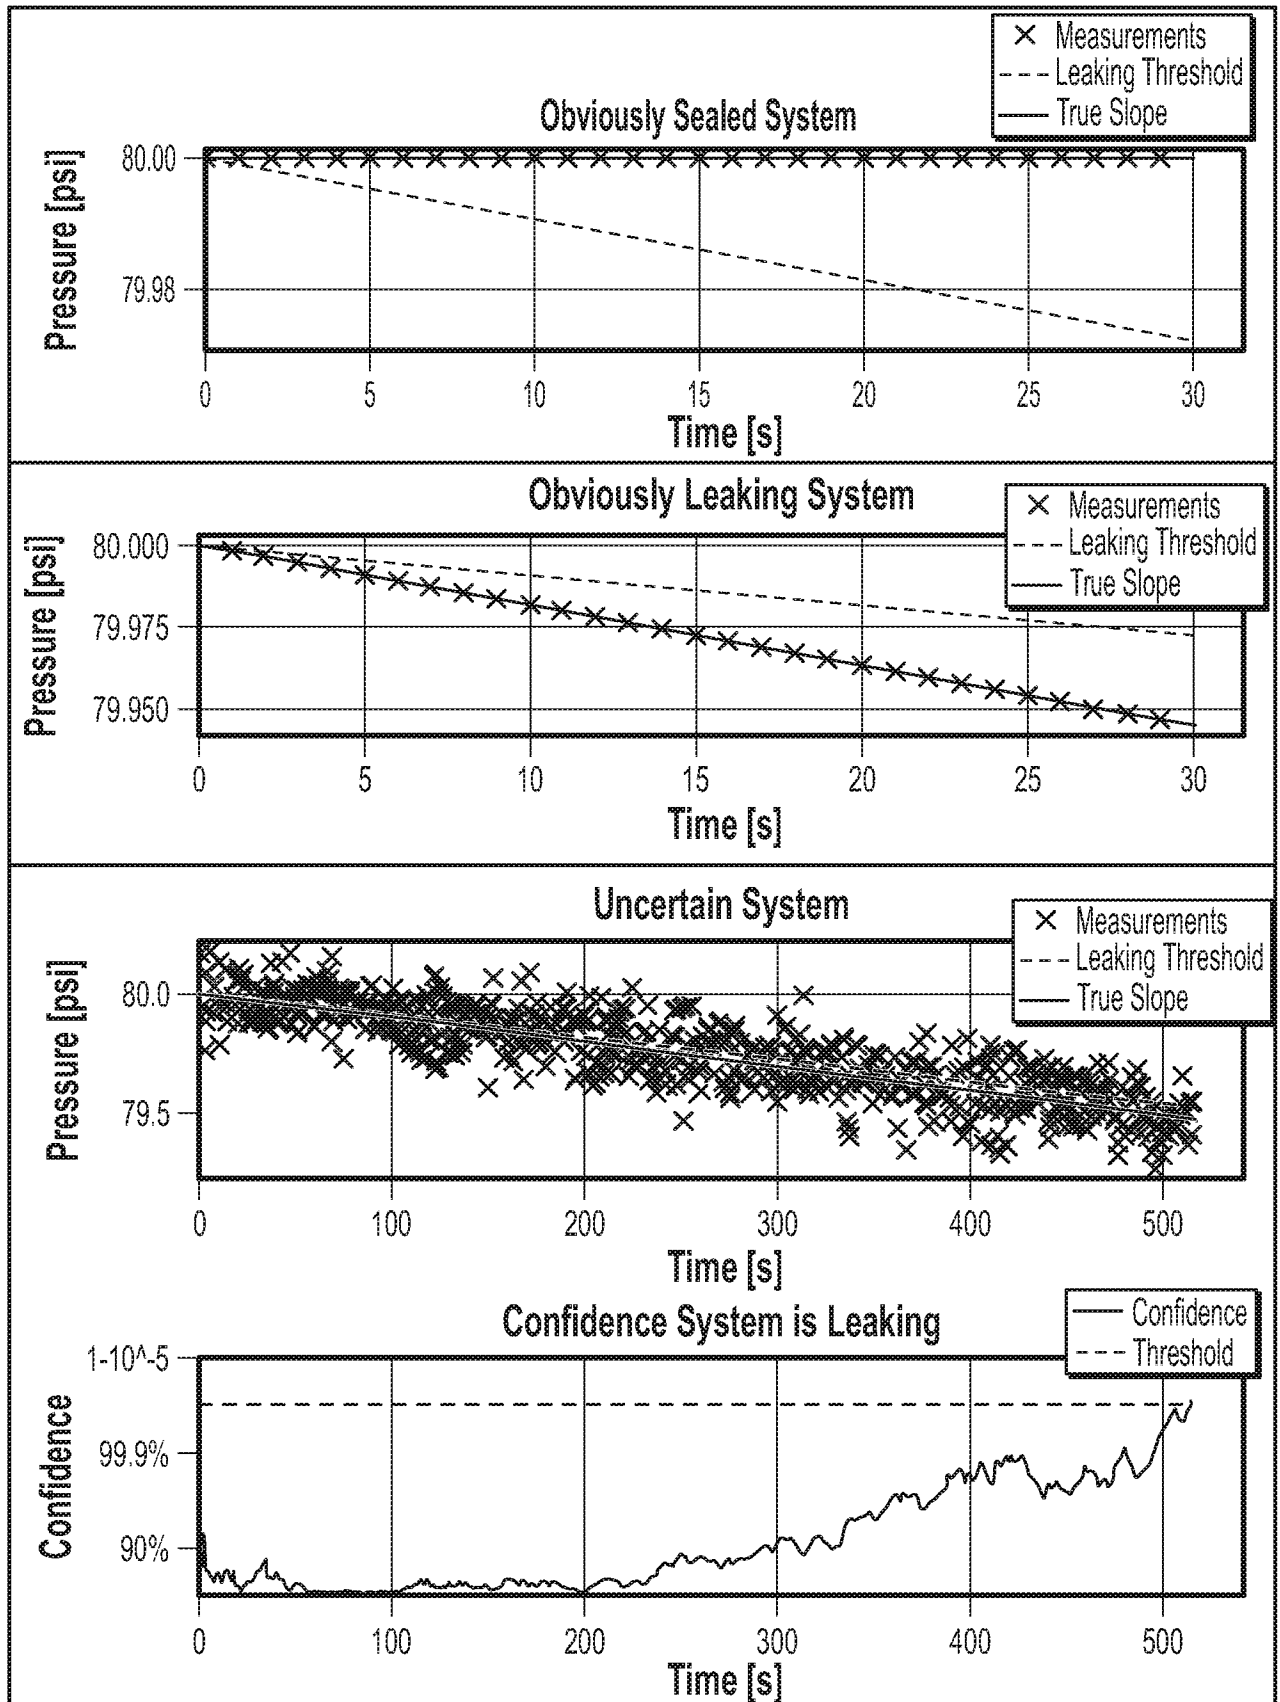 Measurements
Leaking Threshold
True Slope
Obviously Sealed System
Pressure [psi]
80.00
79.98
0 5 10 15 20 25 30
Time [s]
Obviously Leaking System
Measurements
Leaking Threshold
True Slope
Pressure [psi]
80.000
79.975
79.950
0 5 10 15 20 25 30
Time [s]
Uncertain System
Measurements
Leaking Threshold
True Slope
Pressure [psi]
80.0
79.5
0 100 200 300 400 500
Time [s]
Confidence System is Leaking
Confidence
Threshold
Confidence
1-10^-5
99.9%
90%
0 100 200 300 400 500
Time [s]